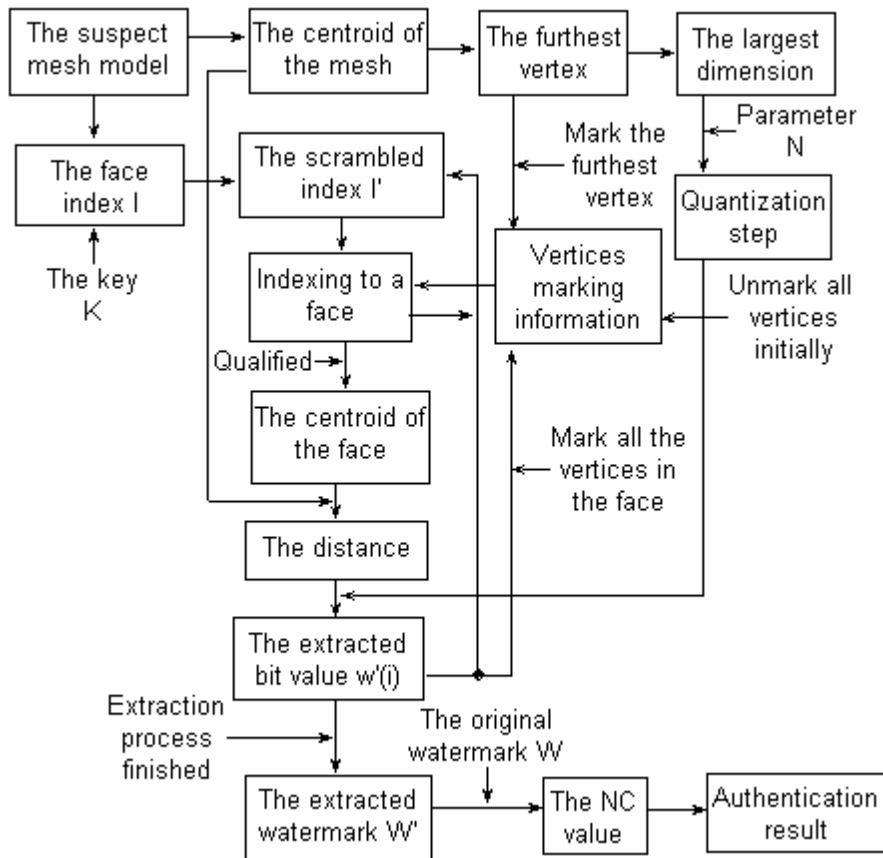 The suspect
mesh model
The centroid of
the mesh
The furthest
vertex
The largest
dimension
Mark the
furthest
vertex
Parameter
N
The face
index I
The scrambled
index I'
Quantization
step
The key
K
Indexing to a
face
Vertices
marking
information
Unmark all
vertices
initially
Qualified
The centroid of
the face
Mark all the
vertices in
the face
The distance
The extracted
bit value w'(i)
Extraction
process
finished
The original
watermark W
The extracted
watermark W'
The NC
value
Authentication
result